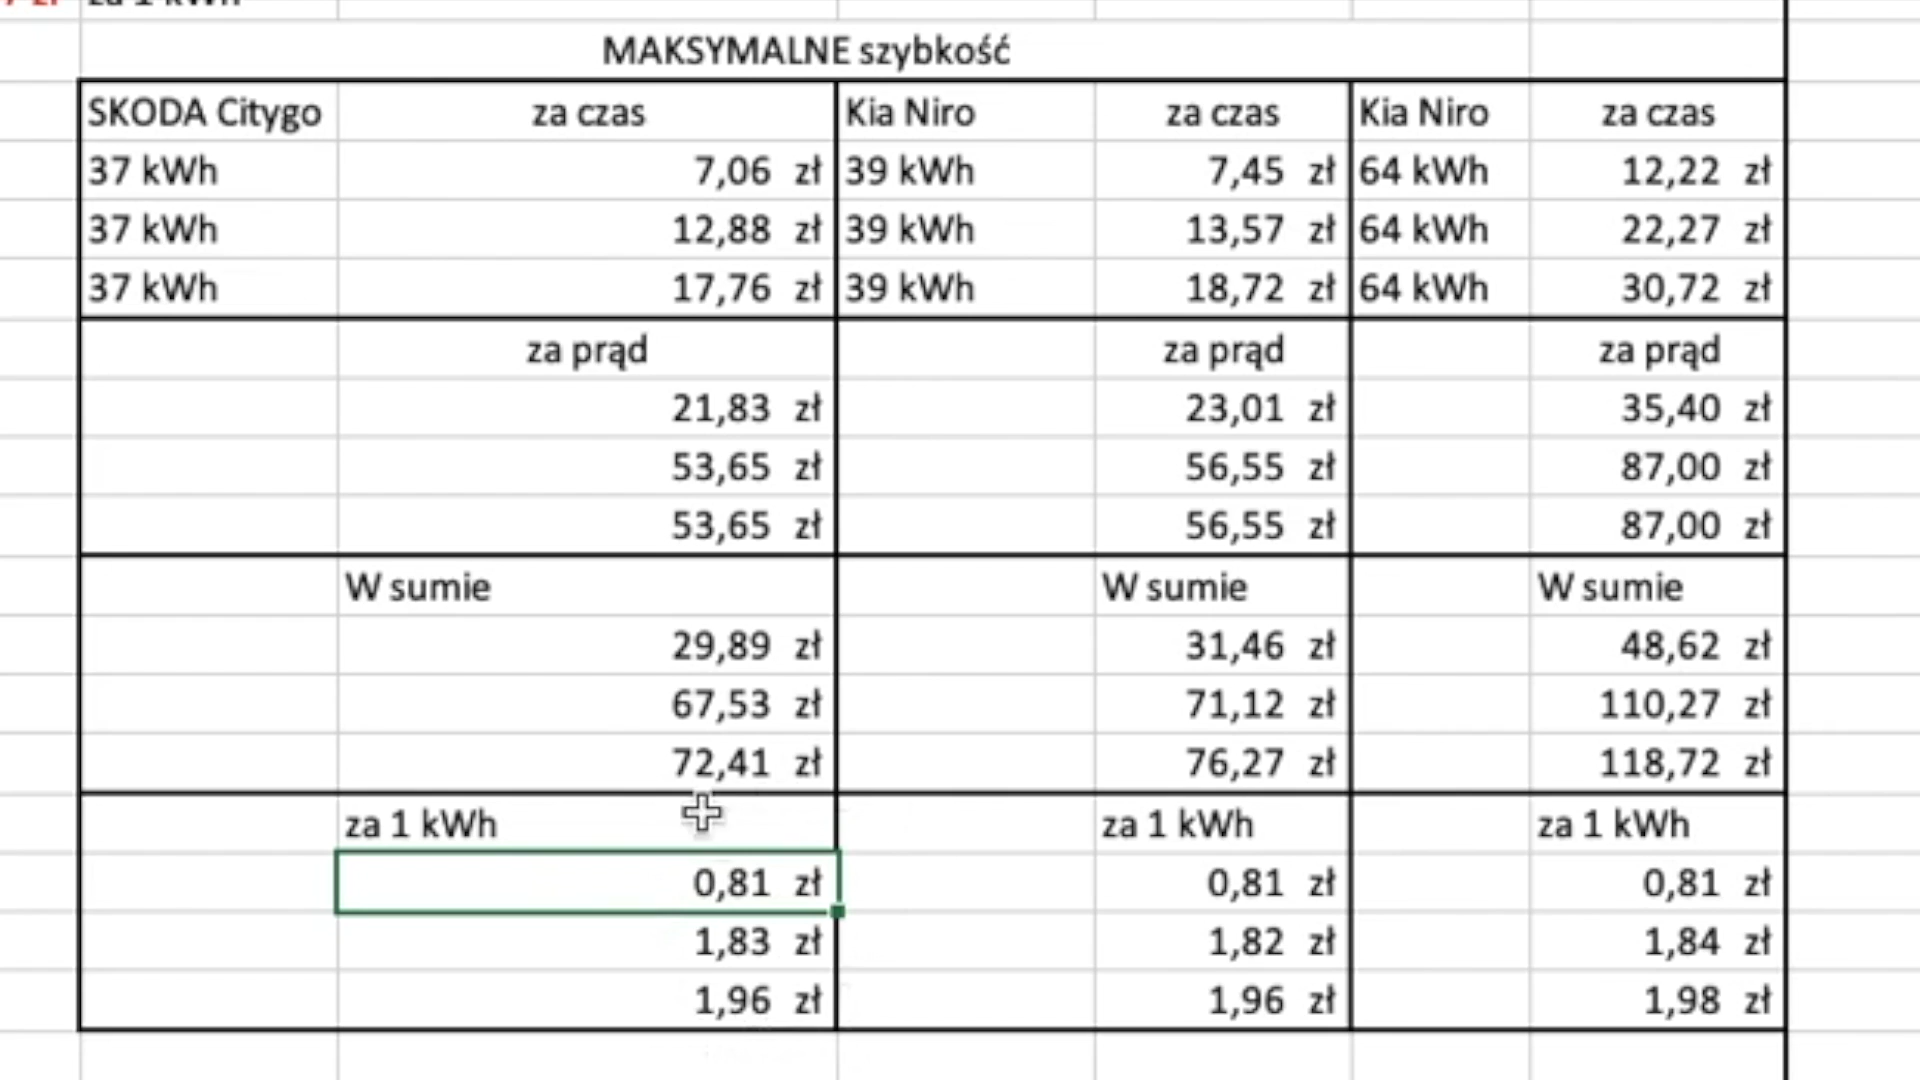 za 1 kWh
MAKSYMALNE szybkość
SKODA Citygo za czas Kia Niro za czas Kia Niro za czas
37 kWh 7,06 zł 39 kWh 7,45 zł 64 kWh 12,22 zł
37 kWh 12,88 zł 39 kWh 13,57 zł 64 kWh 22,27 zł
37 kWh 17,76 zł 39 kWh 18,72 zł 64 kWh 30,72 zł
za prąd za prąd za prąd
21,83 zł 23,01 zł 35,40 zł
53,65 zł 56,55 zł 87,00 zł
53,65 zł 56,55 zł 87,00 zł
W sumie W sumie W sumie
29,89 zł 31,46 zł 48,62 zł
67,53 zł 71,12 zł 110,27 zł
72,41 zł 76,27 zł 118,72 zł
za 1 kWh za 1 kWh za 1 kWh
0,81 zł 0,81 zł 0,81 zł
1,83 zł 1,82 zł 1,84 zł
1,96 zł 1,96 zł 1,98 zł